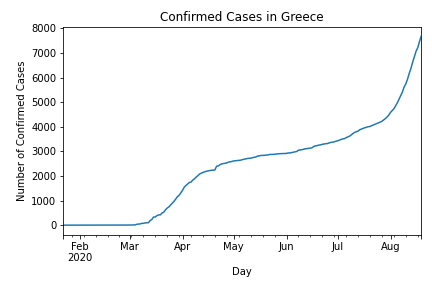 Confirmed Cases in Greece
8000
7000
6000
5000
4000
3000
2000
1000
0
Number of Confirmed Cases
Feb Mar Apr May Jun Jul Aug
2020
Day